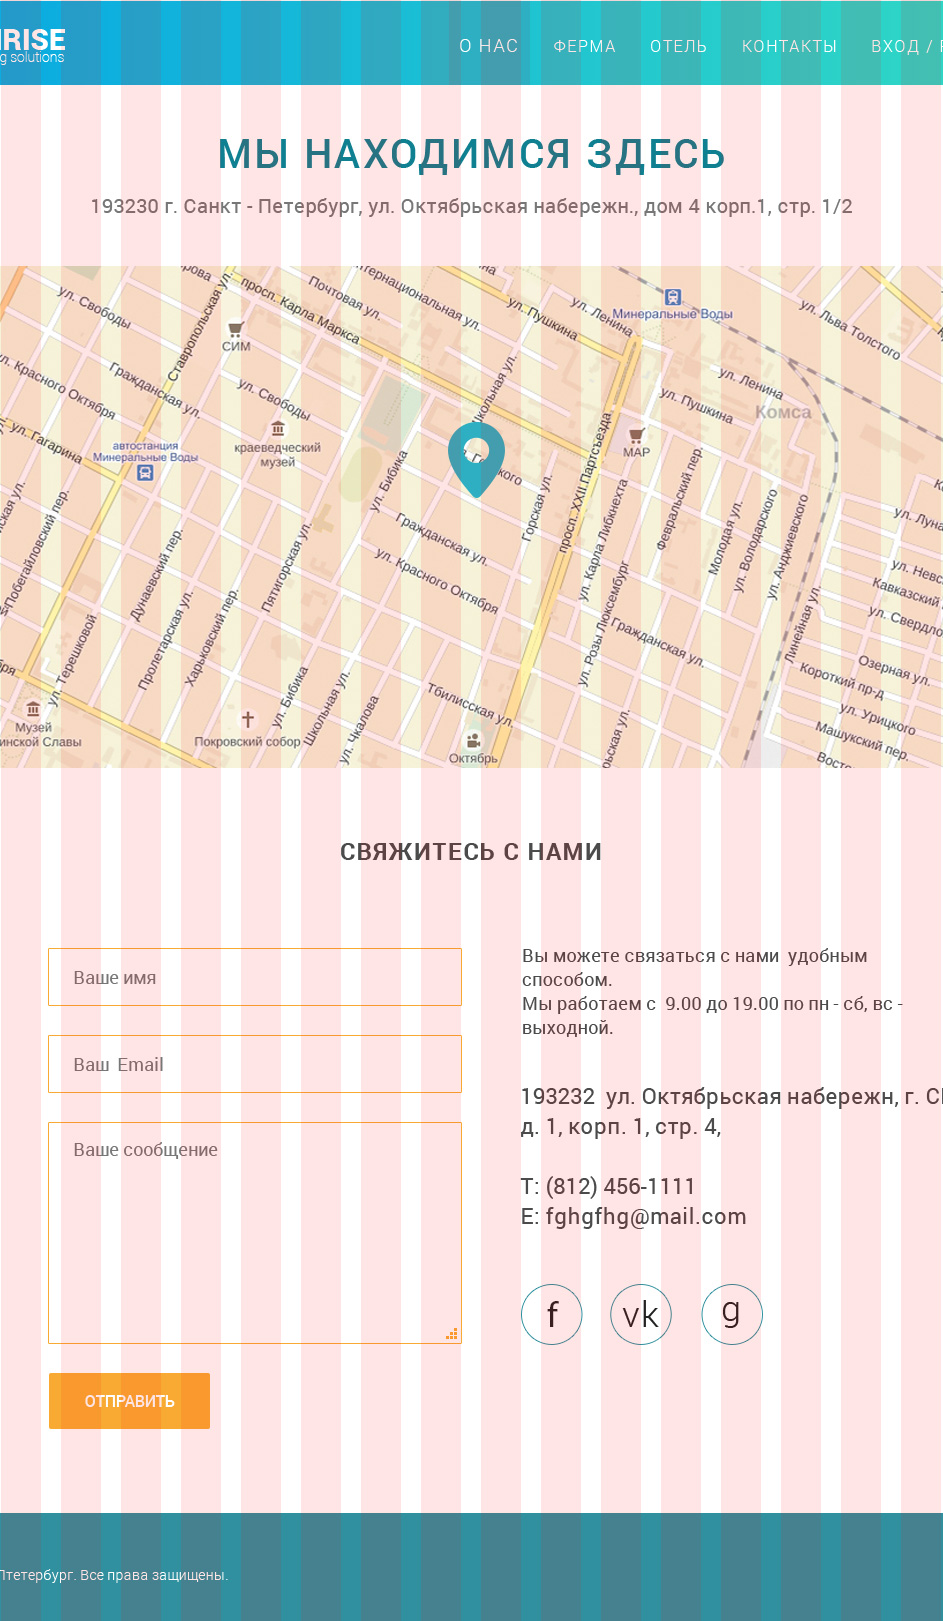 RISE
g solutions
О НАС ФЕРМА ОТЕЛЬ КОНТАКТЫ ВХОД /
МЫ НАХОДИМСЯ ЗДЕСЬ
193230 г. Санкт - Петербург, ул. Октябрьская набережн., дом 4 корп.1, стр. 1/2
ул. Свободы
Ставропольская ул.
просп. Карла Маркса
Почтовая ул.
ул. Пушкина
ул. Ленина
Минеральные Воды
ул. Льва Толстого
СИМ
ул. Красного Октября
Гражданская ул.
ул. Свободы
Школьная ул.
ул. Ленина
ул. Пушкина
Комса
ул. Гагарина
автостанция
Минеральные Воды
краеведческий
музей
МАР
ул. Бибика
Горская ул.
просп. XXII Партсъезда
ул. Карла Либкнехта
Февральский пер.
Молодая ул.
ул. Володарского
ул. Анджиевского
Гражданская ул.
ул. Красного Октября
Дунаевский пер.
Пятигорская ул.
Пролетарская ул.
Харьковский пер.
ул. Терешковой
ул. Розы Люксембург
Гражданская ул.
Линейная ул.
ул. Невс
Кавказский
ул. Свердло
Озерная ул.
Короткий пр-д
ул. Урицкого
Машукский пер.
Восто
Музей
инской Славы
Покровский собор
ул. Бибика
Школьная ул.
ул. Чкалова
Тбилисская ул.
Октябрь
СВЯЖИТЕСЬ С НАМИ
Ваше имя
Ваш Email
Ваше сообщение
ОТПРАВИТЬ
Вы можете связаться с нами удобным
способом.
Мы работаем с 9.00 до 19.00 по пн - сб, вс -
выходной.
193232 ул. Октябрьская набережн, г. СП
д. 1, корп. 1, стр. 4,
T: (812) 456-1111
E: fghgfhg@mail.com
f vk g
Птетербург. Все права защищены.